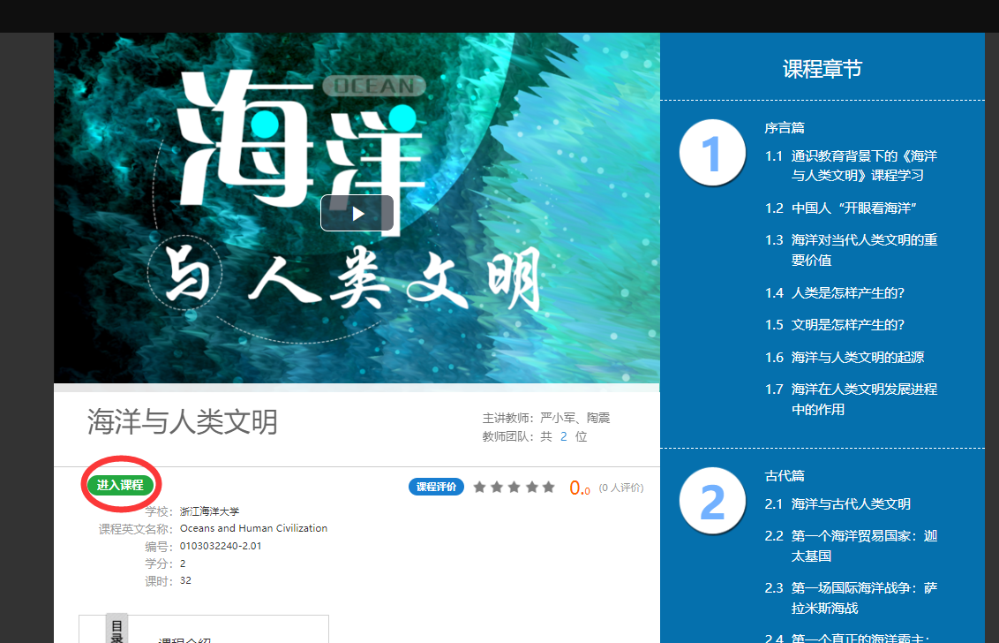 海洋
OCEAN
与人类文明
海洋与人类文明
主讲教师：严小军、陶震
教师团队：共 2 位
进入课程
课程评价
0.0
(0 人评价)
学校：浙江海洋大学
课程英文名称：Oceans and Human Civilization
编号：0103032240-2.01
学分：2
课时：32
目
录
课程介绍
课程章节
1
序言篇
1.1 通识教育背景下的《海洋
与人类文明》课程学习
1.2 中国人“开眼看海洋”
1.3 海洋对当代人类文明的重
要价值
1.4 人类是怎样产生的?
1.5 文明是怎样产生的?
1.6 海洋与人类文明的起源
1.7 海洋在人类文明发展进程
中的作用
2
古代篇
2.1 海洋与古代人类文明
2.2 第一个海洋贸易国家：迦
太基国
2.3 第一场国际海洋战争：萨
拉米斯海战
2.4 第一个真正的海洋霸主：